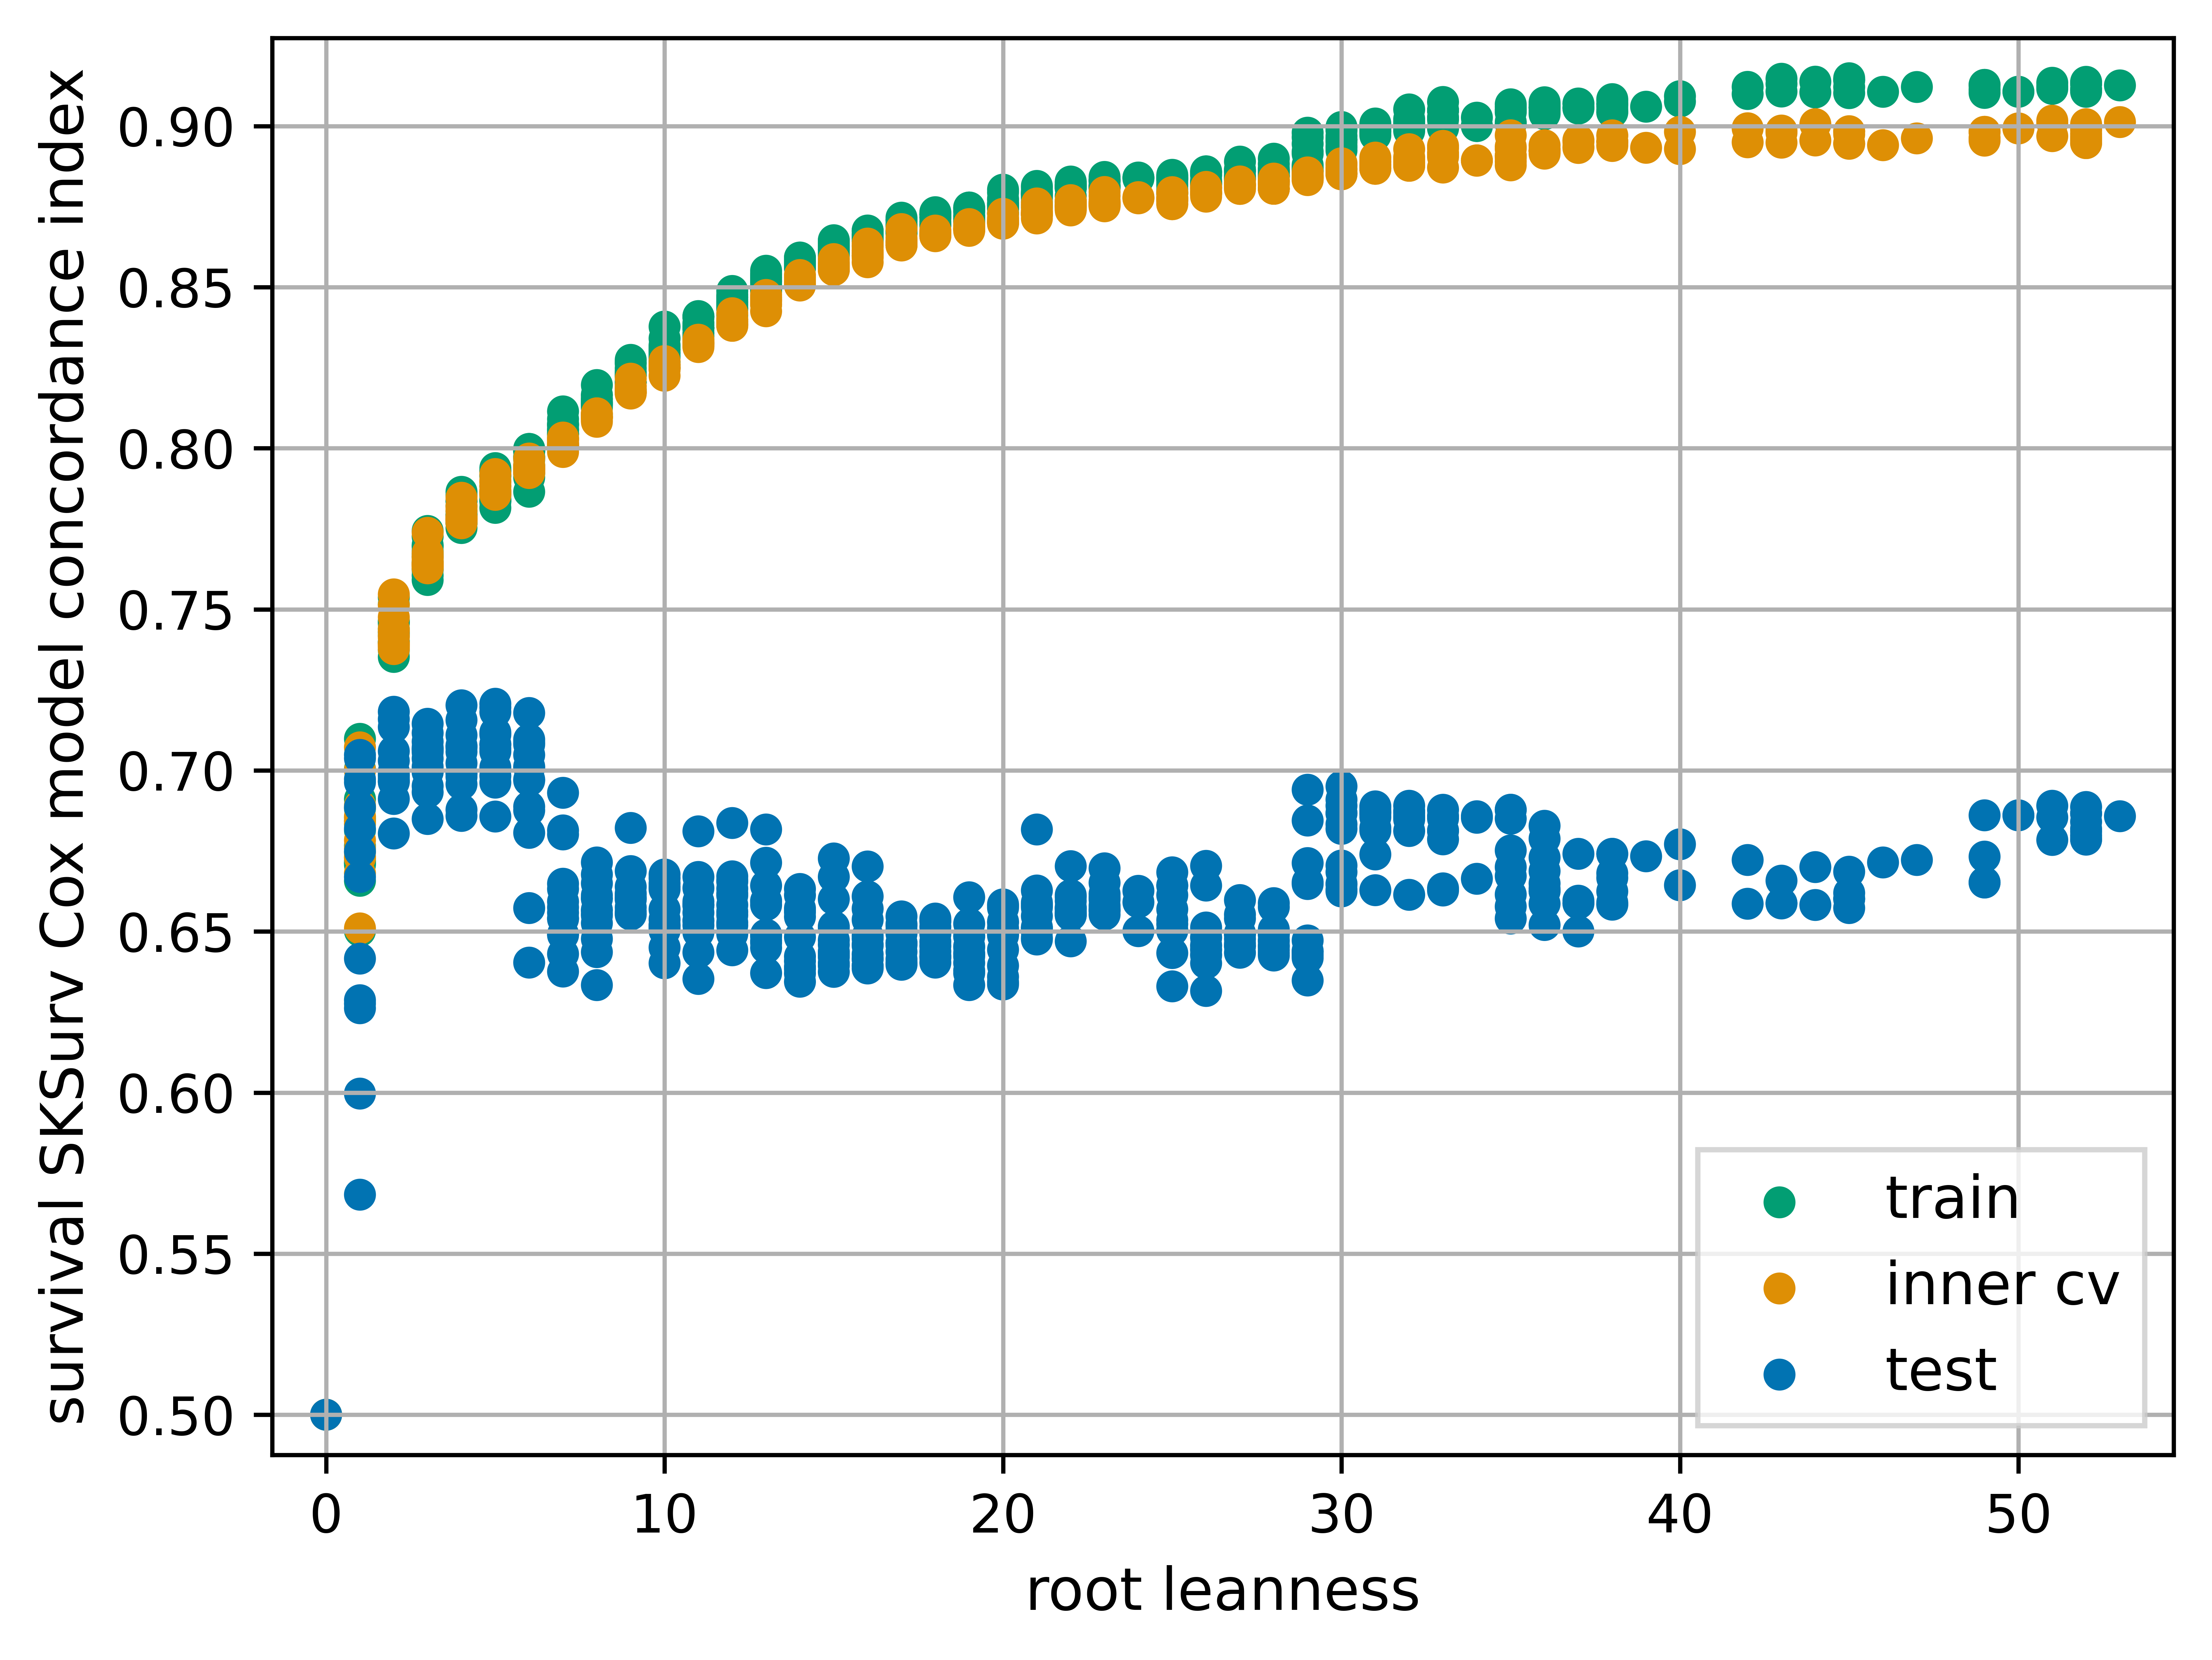 survival SKSurv Cox model concordance index
0.90
0.85
0.80
0.75
0.70
0.65
0.60
0.55
0.50
train
inner cv
test
0 10 20 30 40 50
root leanness